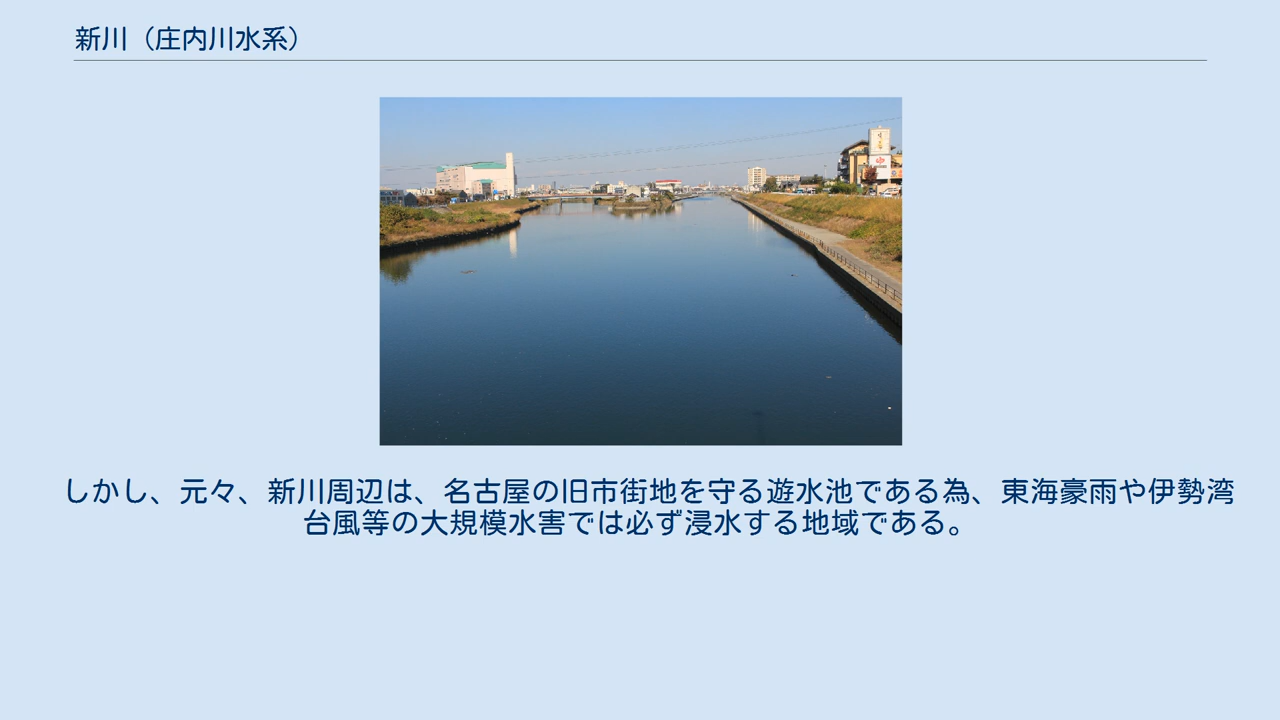 新川（庄内川水系）
しかし、元々、新川周辺は、名古屋の旧市街地を守る遊水池である為、東海豪雨や伊勢湾
台風等の大規模水害では必ず浸水する地域である。